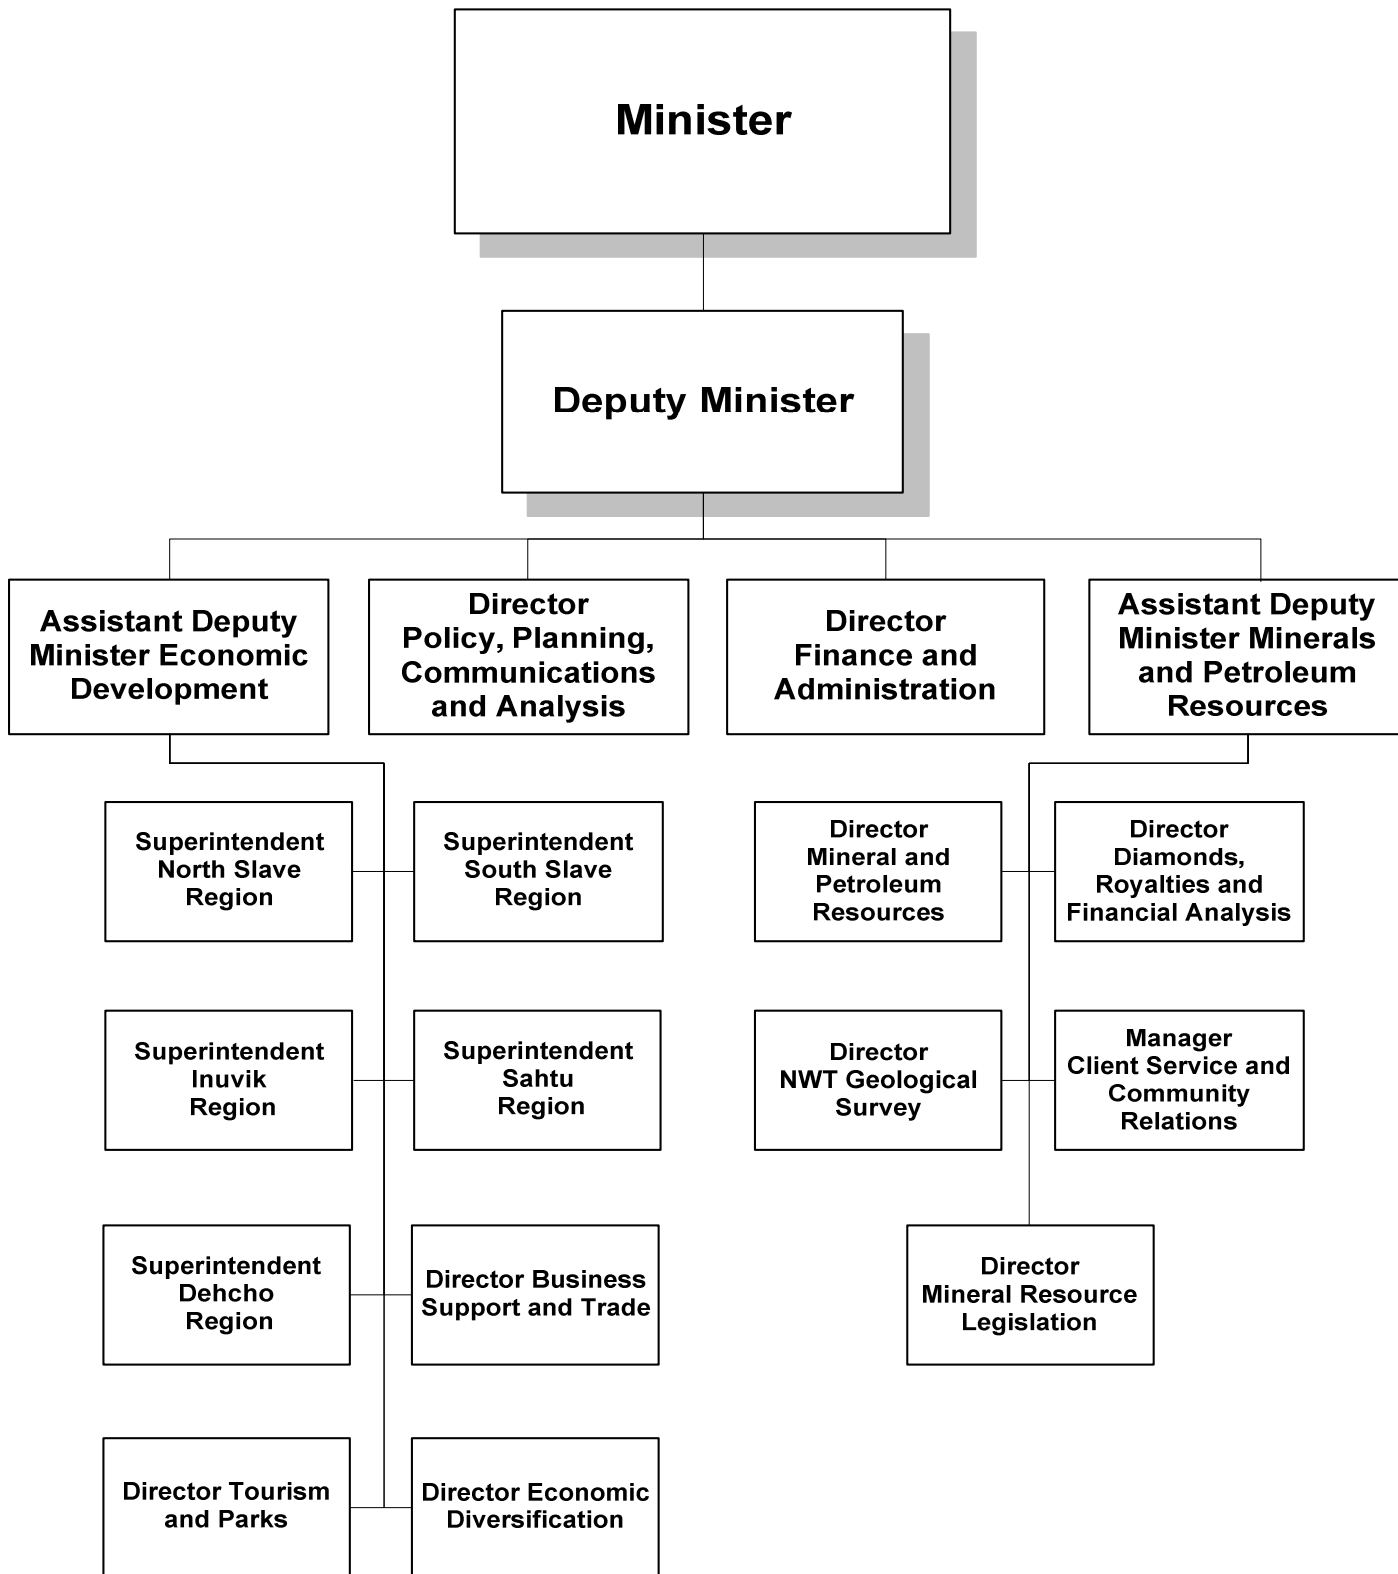 Minister
Deputy Minister
Assistant Deputy
Minister Economic
Development
Director
Policy, Planning,
Communications
and Analysis
Director
Finance and
Administration
Assistant Deputy
Minister Minerals
and Petroleum
Resources
Superintendent
North Slave
Region
Superintendent
South Slave
Region
Director
Mineral and
Petroleum
Resources
Director
Diamonds,
Royalties and
Financial Analysis
Superintendent
Inuvik
Region
Superintendent
Sahtu
Region
Director
NWT Geological
Survey
Manager
Client Service and
Community
Relations
Superintendent
Dehcho
Region
Director Business
Support and Trade
Director
Mineral Resource
Legislation
Director Tourism
and Parks
Director Economic
Diversification